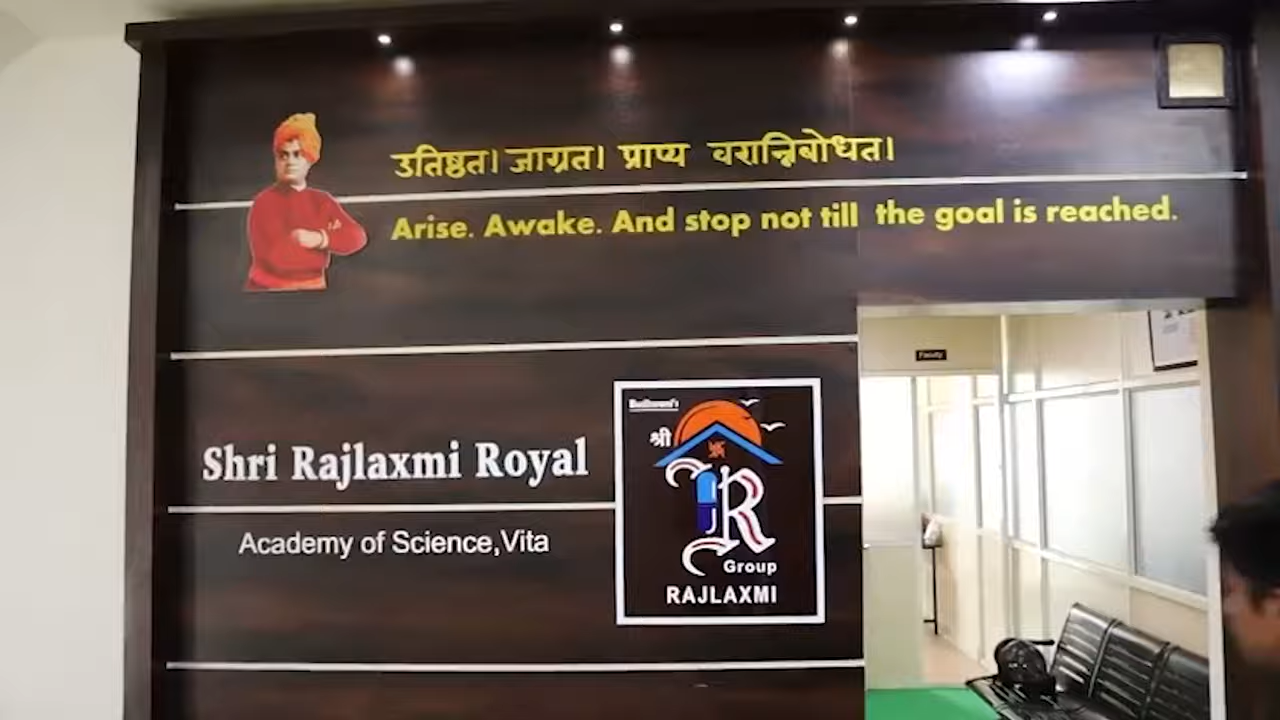 उतिष्ठत। जाग्रत। प्राप्य वरान्निबोधत।
Arise. Awake. And stop not till the goal is reached.
Faculty
Shri Rajlaxmi Royal
Academy of Science,Vita
श्री
R
Group
RAJLAXMI